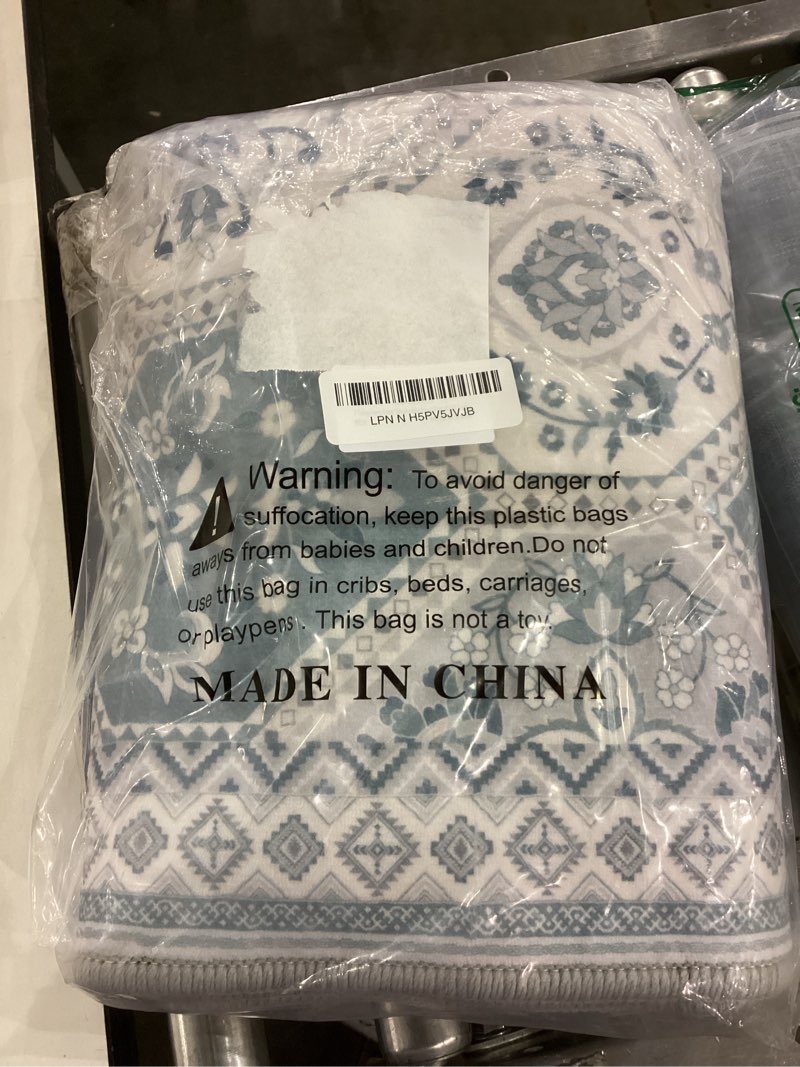 LPN N H5PV5JVJB
Warning: To avoid danger of
suffocation, keep this plastic bags
aways from babies and children.Do not
use this bag in cribs, beds, carriages,
or playpens . This bag is not a toy.
MADE IN CHINA